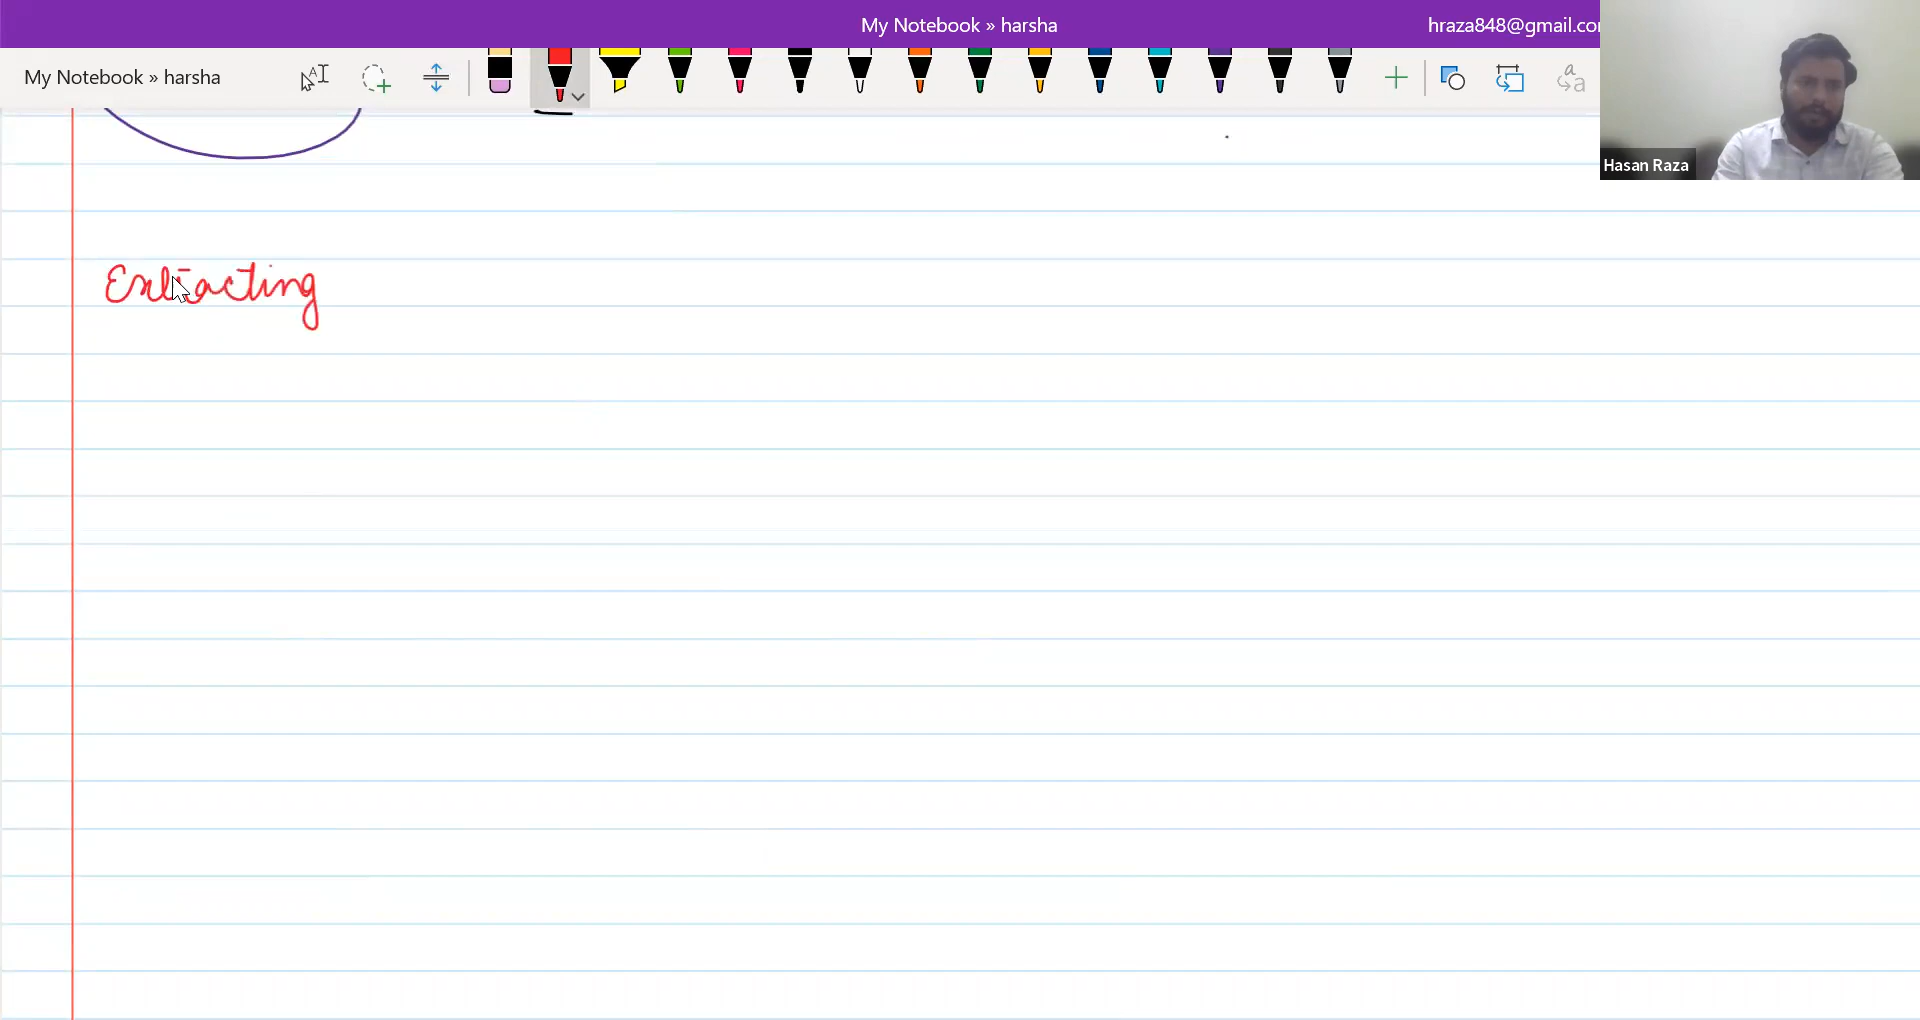 My Notebook » harsha
hraza848@gmail.co
My Notebook » harsha
Hasan Raza
Extracting